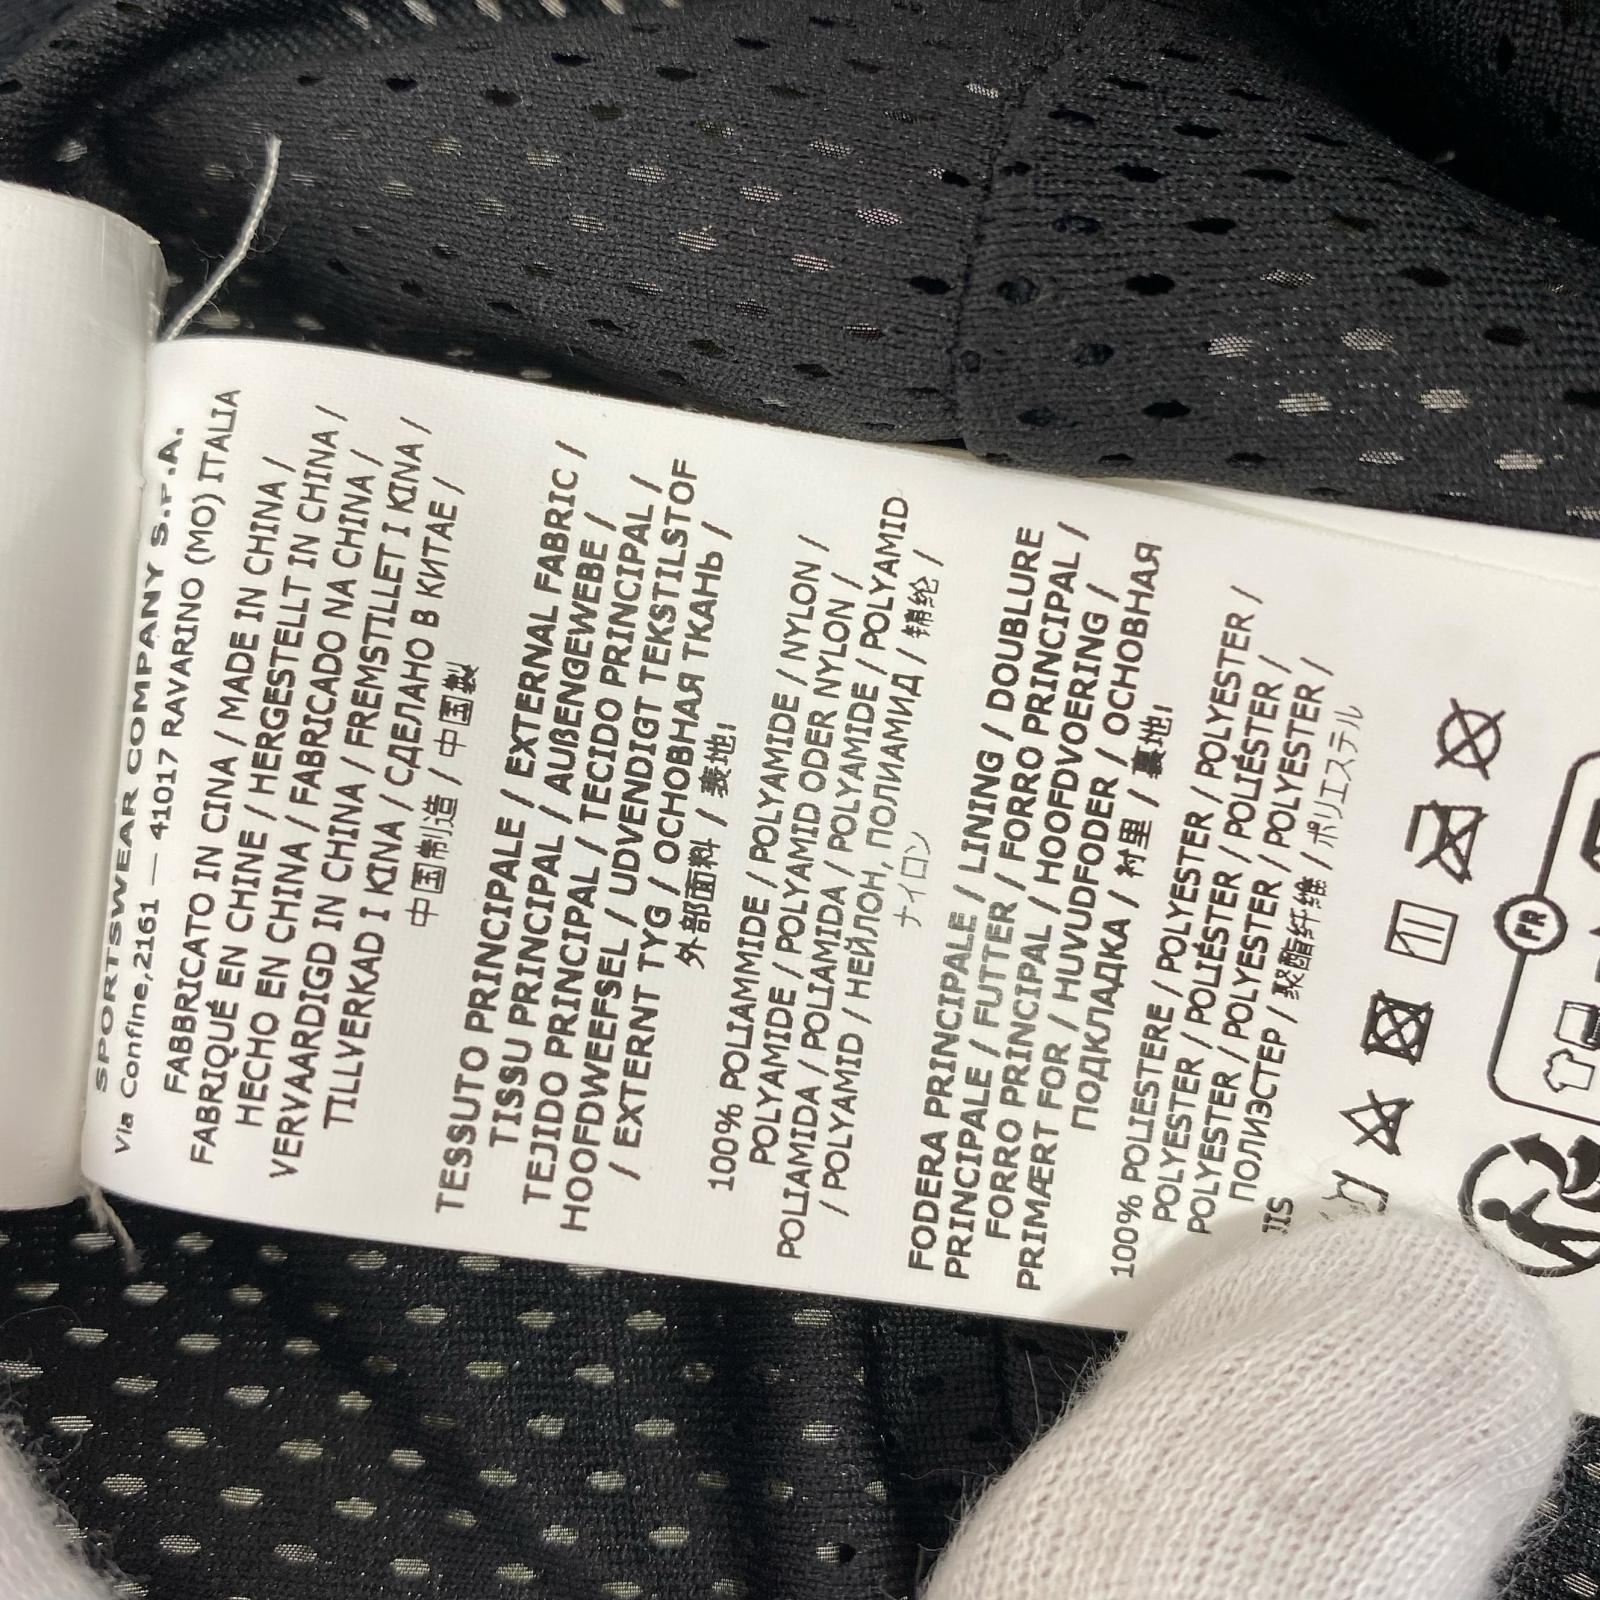 SPORTSWEAR COMPANY S.P.A.
Via Confine,2161 — 41017 RAVARINO (MO) ITALIA
FABBRICATO IN CINA / MADE IN CHINA /
FABRIQUÉ EN CHINE / HERGESTELLT IN CHINA /
HECHO EN CHINA / FABRICADO NA CHINA /
VERVAARDIGD IN CHINA / FREMSTILLET I KINA /
TILLVERKAD I KINA / СДЕЛАНО В КИТАЕ /
中国制造 / 中国製
TESSUTO PRINCIPALE / EXTERNAL FABRIC /
TISSU PRINCIPAL / AUßENGEWEBE /
TEJIDO PRINCIPAL / TECIDO PRINCIPAL /
HOOFDWEEFSEL / UDVENDIGT TEKSTILSTOF
/ EXTERNT TYG / ОСНОВНАЯ ТКАНЬ /
外部面料 / 表地
100% POLIAMMIDE / POLYAMIDE / NYLON /
POLYAMIDE / POLYAMID ODER NYLON /
POLIAMIDA / POLIAMIDA / POLYAMIDE / POLYAMID
/ POLYAMID / НЕЙЛОН, ПОЛИАМИД / 锦纶 /
ナイロン
FODERA PRINCIPALE / LINING / DOUBLURE
PRINCIPALE / FUTTER / FORRO PRINCIPAL /
FORRO PRINCIPAL / HOOFDVOERING /
PRIMÆRT FOR / HUVUDFODER / ОСНОВНАЯ
ПОДКЛАДКА / 衬里 / 裏地
100% POLIESTERE / POLYESTER / POLYESTER /
POLYESTER / POLIÉSTER / POLIÉSTER /
POLYESTER / POLYESTER / POLYESTER /
ПОЛИЭСТЕР / 聚酯纤维 / ポリエステル
JIS
FR